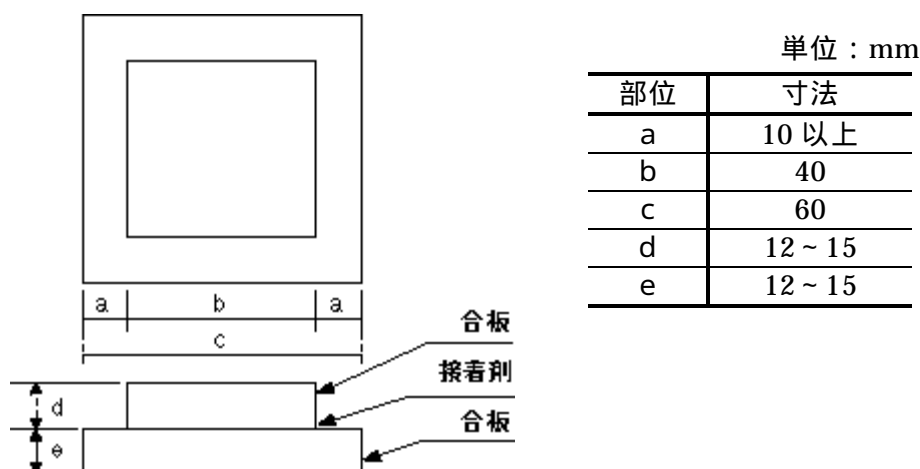 単位：mm
部位 寸法
a 10 以上
b 40
c 60
d 12～15
e 12～15
a b a
c
合板
接着剤
d
合板
e